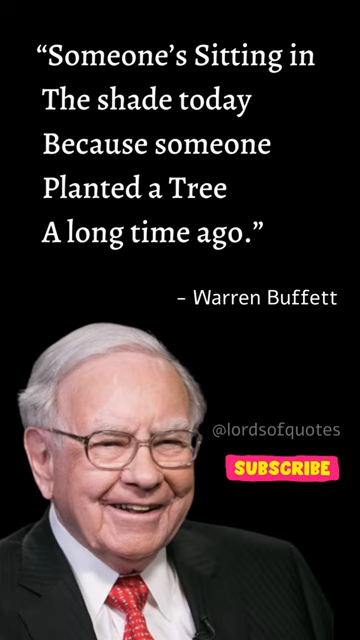 “Someone’s Sitting in
The shade today
Because someone
Planted a Tree
A long time ago.”
– Warren Buffett
@lordsofquotes
SUBSCRIBE